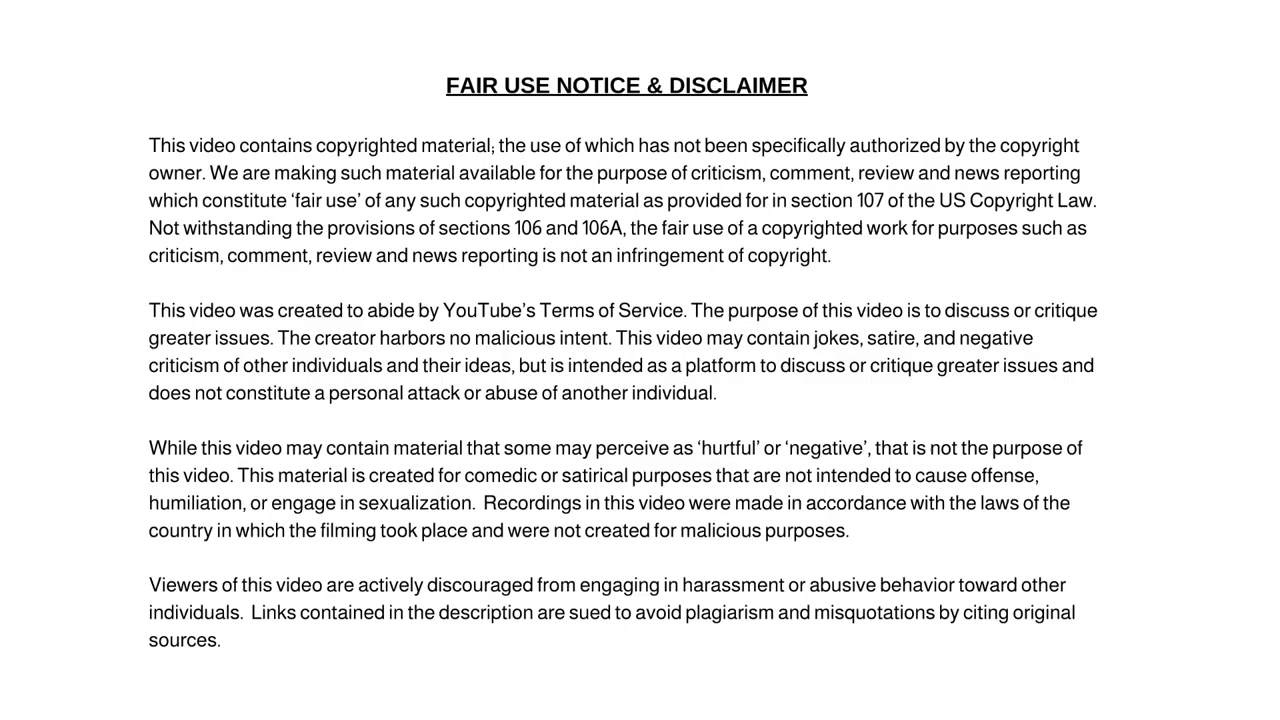 FAIR USE NOTICE & DISCLAIMER
This video contains copyrighted material; the use of which has not been specifically authorized by the copyright
owner. We are making such material available for the purpose of criticism, comment, review and news reporting
which constitute ‘fair use’ of any such copyrighted material as provided for in section 107 of the US Copyright Law.
Not withstanding the provisions of sections 106 and 106A, the fair use of a copyrighted work for purposes such as
criticism, comment, review and news reporting is not an infringement of copyright.
This video was created to abide by YouTube’s Terms of Service. The purpose of this video is to discuss or critique
greater issues. The creator harbors no malicious intent. This video may contain jokes, satire, and negative
criticism of other individuals and their ideas, but is intended as a platform to discuss or critique greater issues and
does not constitute a personal attack or abuse of another individual.
While this video may contain material that some may perceive as ‘hurtful’ or ‘negative’, that is not the purpose of
this video. This material is created for comedic or satirical purposes that are not intended to cause offense,
humiliation, or engage in sexualization.  Recordings in this video were made in accordance with the laws of the
country in which the filming took place and were not created for malicious purposes.
Viewers of this video are actively discouraged from engaging in harassment or abusive behavior toward other
individuals.  Links contained in the description are sued to avoid plagiarism and misquotations by citing original
sources.